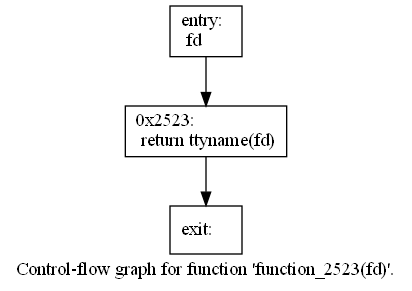 entry:
fd
0x2523:
return ttyname(fd)
exit:
Control-flow graph for function 'function_2523(fd)'.